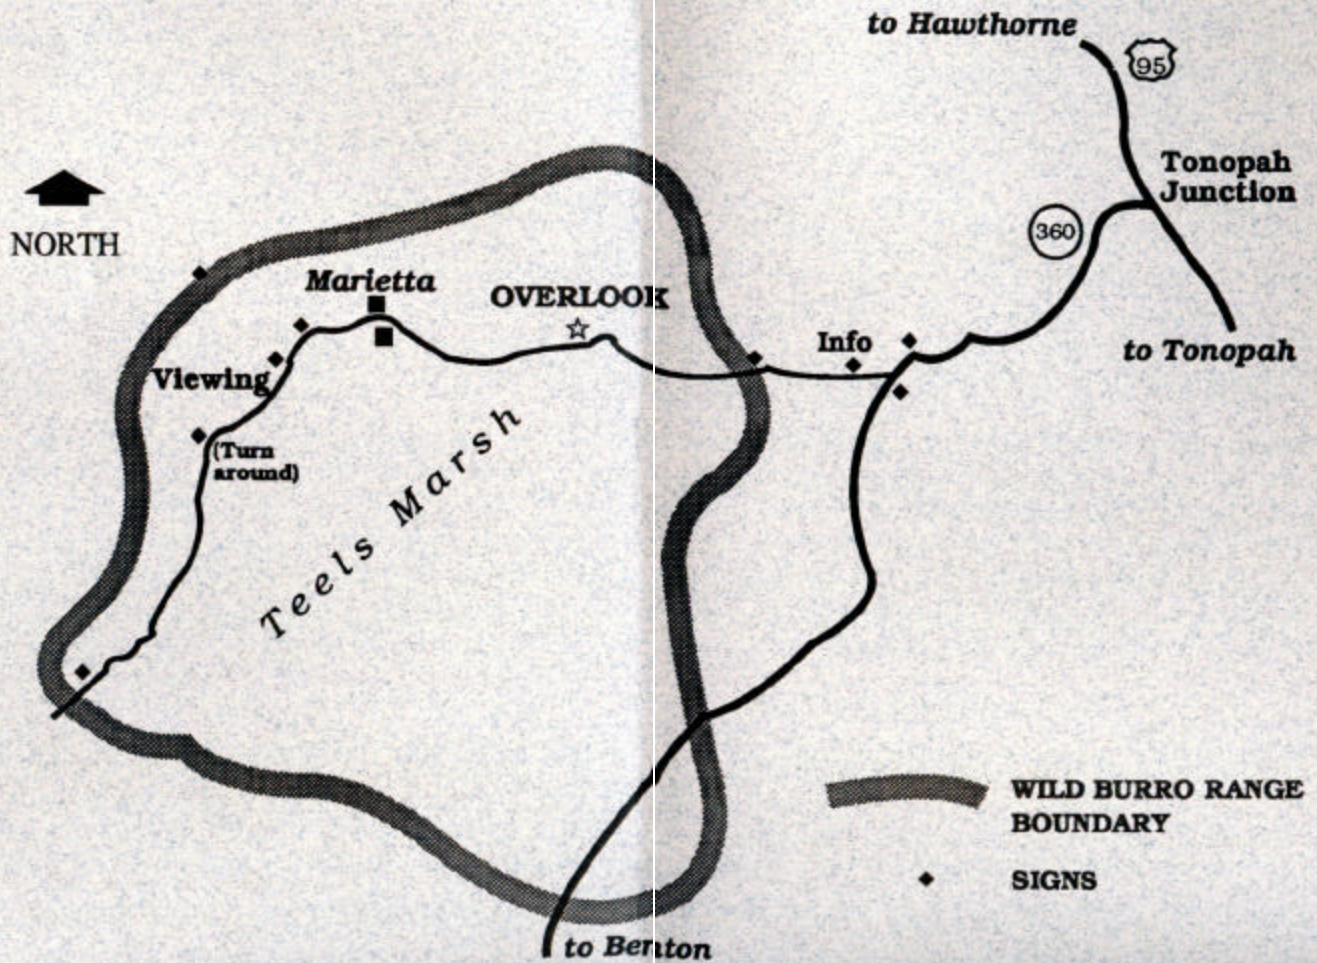 to Hawthorne
95
Tonopah
Junction
360
to Tonopah
NORTH
Marietta
OVERLOOK
Info
Viewing
(Turn
around)
Teels Marsh
WILD BURRO RANGE
BOUNDARY
SIGNS
to Benton